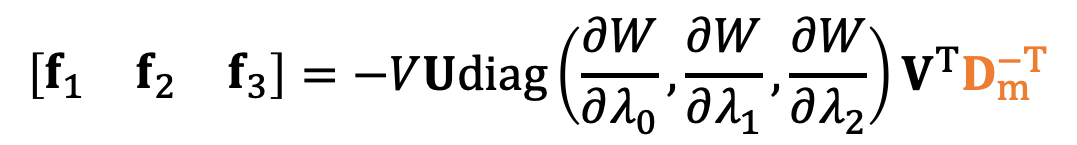 [𝐟₁ 𝐟₂ 𝐟₃] = −𝑉𝐔diag(∂𝑊/∂𝜆₀, ∂𝑊/∂𝜆₁, ∂𝑊/∂𝜆₂) 𝐕ᵀ𝐃ₘ⁻ᵀ